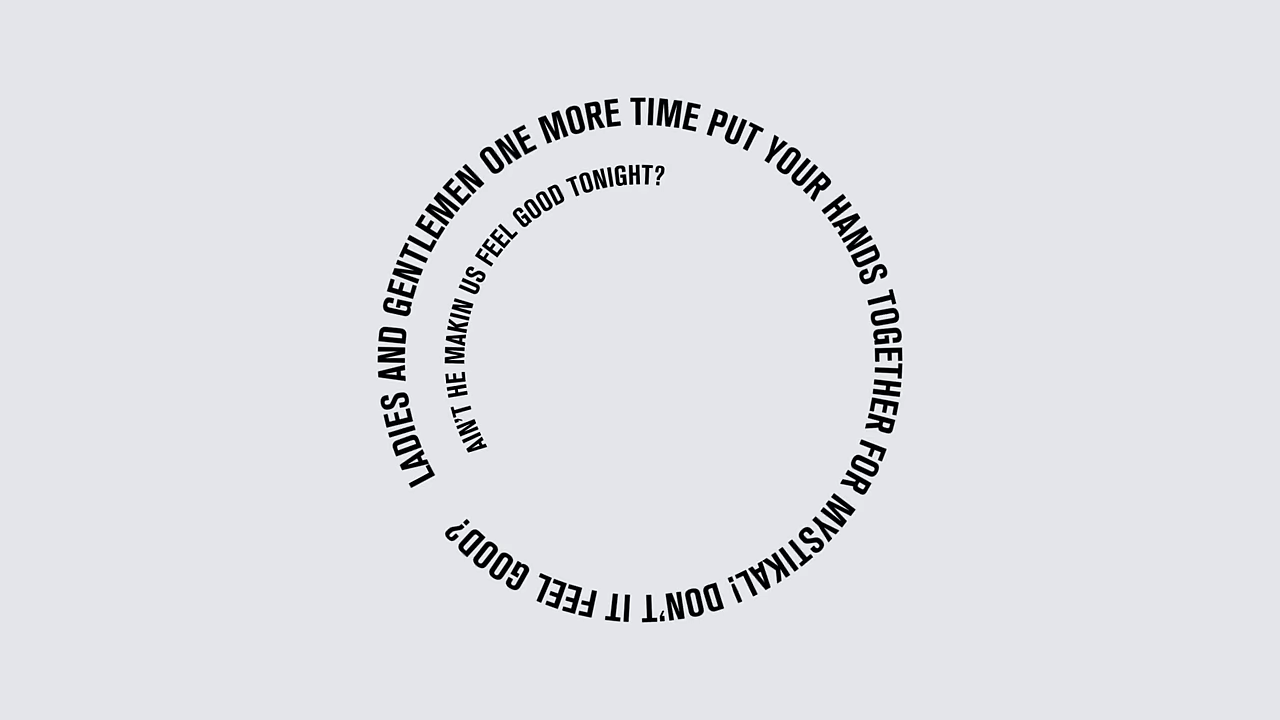 LADIES AND GENTLEMEN ONE MORE TIME PUT YOUR HANDS TOGETHER FOR MYSTIKAL! DON'T IT FEEL GOOD?
AIN'T HE MAKIN US FEEL GOOD TONIGHT?